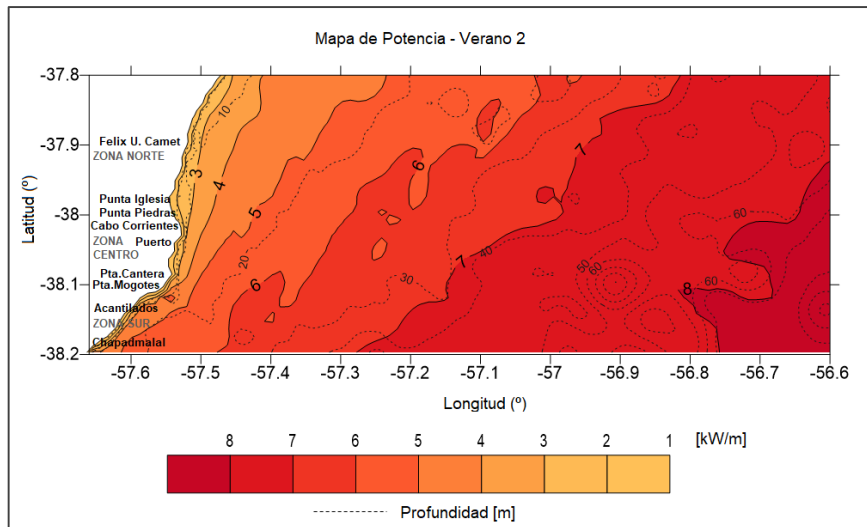 Mapa de Potencia - Verano 2
-37.8
-37.9
-38
-38.1
-38.2
Latitud (º)
Felix U. Camet
ZONA NORTE
Punta Iglesia
Punta Piedras
Cabo Corrientes
ZONA Puerto
CENTRO
Pta.Cantera
Pta.Mogotes
Acantilados
ZONA SUR
Chapadmalal
10
3
4
5
20
6
6
30
7
40
7
50
60
60
60
8
-57.6 -57.5 -57.4 -57.3 -57.2 -57.1 -57 -56.9 -56.8 -56.7 -56.6
Longitud (º)
8 7 6 5 4 3 2 1 [kW/m]
Profundidad [m]